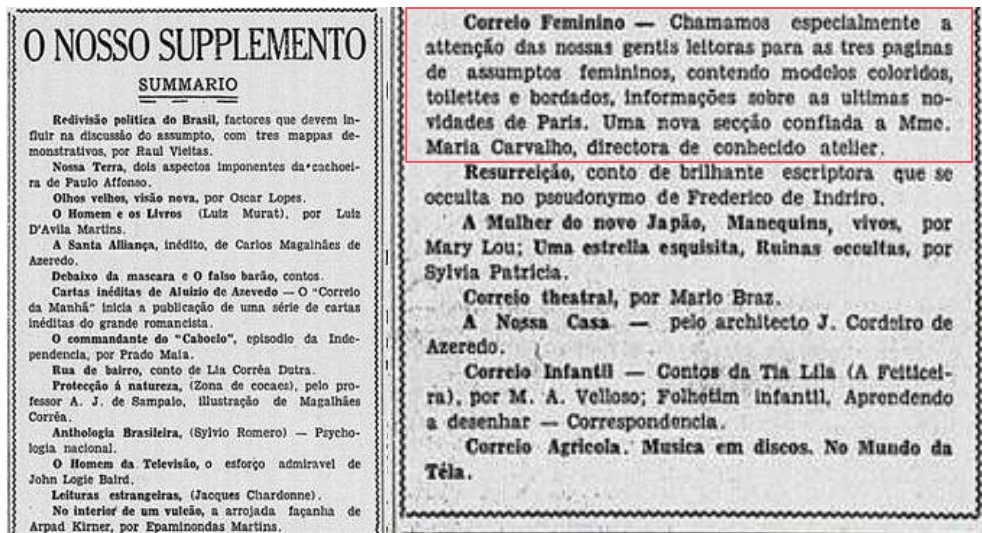 O NOSSO SUPPLEMENTO
SUMMARIO
Redivisão politica do Brasil, factores que devem in-
fluir na discussão do assumpto, com tres mappas de-
monstrativos, por Raul Vieitas.
Nossa Terra, dois aspectos imponentes da cachoei-
ra de Paulo Affonso.
Olhos velhos, visão nova, por Oscar Lopes.
O Homem e os Livros (Luiz Murat), por Luiz
D'Avila Martins.
A Santa Alliança, inédito, de Carlos Magalhães de
Azeredo.
Debaixo da mascara e O falso barão, contos.
Cartas inéditas de Aluizio de Azevedo — O "Correio
da Manhã" inicia a publicação de uma série de cartas
inéditas do grande romancista.
O commandante do "Caboclo", episodio da Inde-
pendencia, por Prado Maia.
Rua de bairro, conto de Lia Corrêa Dutra.
Protecção á natureza, (Zona de cocaes), pelo pro-
fessor A. J. de Sampaio, illustração de Magalhães
Corrêa.
Anthologia Brasileira, (Sylvio Romero) — Psycho-
logia nacional.
O Homem da Televisão, o esforço admiravel de
John Logie Baird.
Leituras estrangeiras, (Jacques Chardonne).
No interior de um vulcão, a arrojada façanha de
Arpad Kirner, por Epaminondas Martins.
Correio Feminino — Chamamos especialmente a
attenção das nossas gentis leitoras para as tres paginas
de assumptos femininos, contendo modelos coloridos,
toilettes e bordados, informações sobre as ultimas no-
vidades de Paris. Uma nova secção confiada a Mme.
Maria Carvalho, directora de conhecido atelier.
Resurreição, conto de brilhante escriptora que se
occulta no pseudonymo de Frederico de Indriro.
A Mulher do novo Japão, Manequins, vivos, por
Mary Lou; Uma estrella esquisita, Ruinas occultas, por
Sylvia Patricia.
Correio theatral, por Mario Braz.
A Nossa Casa — pelo architecto J. Cordeiro de
Azeredo.
Correio Infantil — Contos da Tia Lila (A Feiticei-
ra), por M. A. Velloso; Folhetim infantil, Aprendendo
a desenhar — Correspondencia.
Correio Agricola. Musica em discos. No Mundo da
Téla.